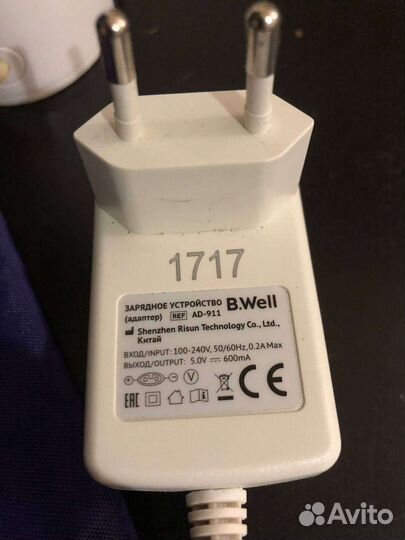 1717
ЗАРЯДНОЕ УСТРОЙСТВО B.Well
(адаптер) REF AD-911
Shenzhen Risun Technology Co., Ltd.,
Китай
ВХОД/INPUT: 100-240V, 50/60Hz, 0.2A Max
ВЫХОД/OUTPUT: 5.0V ⎓ 600mA
V
EAC CE
Avito